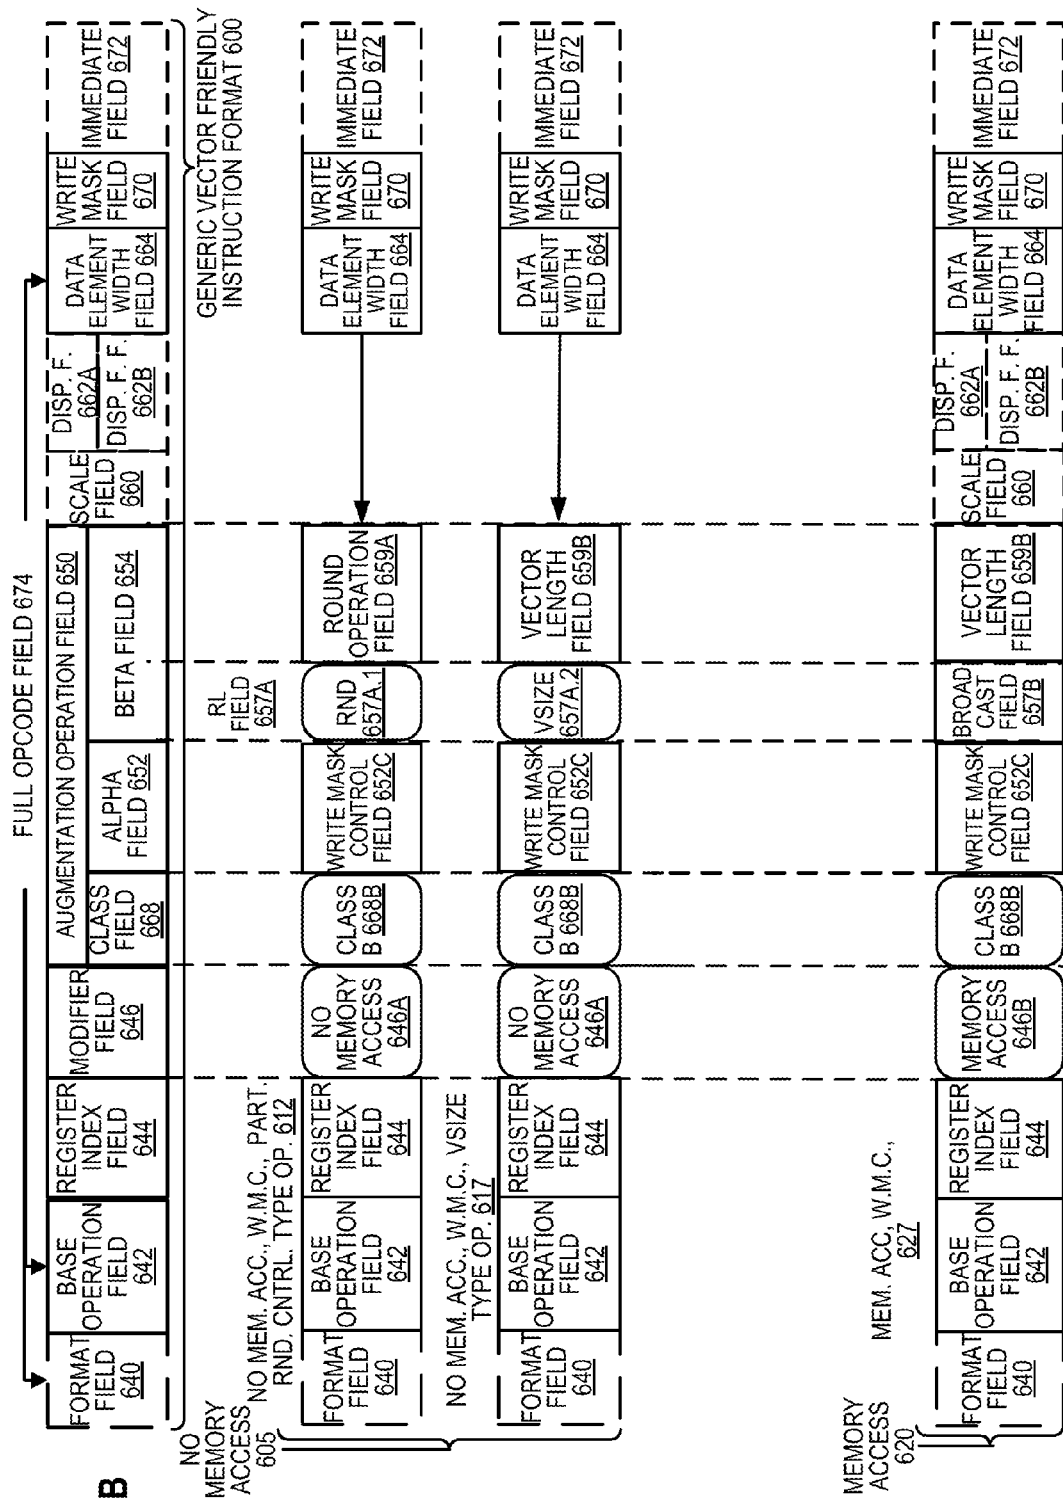 B
FULL OPCODE FIELD 674
FORMAT
FIELD
640
BASE
OPERATION
FIELD
642
REGISTER
INDEX
FIELD
644
MODIFIER
FIELD
646
AUGMENTATION OPERATION FIELD 650
CLASS
FIELD
668
ALPHA
FIELD 652
BETA FIELD 654
SCALE
FIELD
660
DISP. F.
662A
DISP. F. F.
662B
DATA
ELEMENT
WIDTH
FIELD 664
WRITE
MASK
FIELD
670
IMMEDIATE
FIELD 672
GENERIC VECTOR FRIENDLY
INSTRUCTION FORMAT 600
NO
MEMORY
ACCESS
605
NO MEM. ACC., W.M.C., PART.
RND. CNTRL. TYPE OP. 612
RL
FIELD
657A
FORMAT
FIELD
640
BASE
OPERATION
FIELD
642
REGISTER
INDEX
FIELD
644
NO
MEMORY
ACCESS
646A
CLASS
B 668B
WRITE MASK
CONTROL
FIELD 652C
RND
657A.1
ROUND
OPERATION
FIELD 659A
DATA
ELEMENT
WIDTH
FIELD 664
WRITE
MASK
FIELD
670
IMMEDIATE
FIELD 672
NO MEM. ACC., W.M.C., VSIZE
TYPE OP. 617
FORMAT
FIELD
640
BASE
OPERATION
FIELD
642
REGISTER
INDEX
FIELD
644
NO
MEMORY
ACCESS
646A
CLASS
B 668B
WRITE MASK
CONTROL
FIELD 652C
VSIZE
657A.2
VECTOR
LENGTH
FIELD 659B
DATA
ELEMENT
WIDTH
FIELD 664
WRITE
MASK
FIELD
670
IMMEDIATE
FIELD 672
MEMORY
ACCESS
620
MEM. ACC, W.M.C.,
627
FORMAT
FIELD
640
BASE
OPERATION
FIELD
642
REGISTER
INDEX
FIELD
644
MEMORY
ACCESS
646B
CLASS
B 668B
WRITE MASK
CONTROL
FIELD 652C
BROAD
CAST
FIELD
657B
VECTOR
LENGTH
FIELD 659B
SCALE
FIELD
660
DISP. F.
662A
DISP. F. F.
662B
DATA
ELEMENT
WIDTH
FIELD 664
WRITE
MASK
FIELD
670
IMMEDIATE
FIELD 672